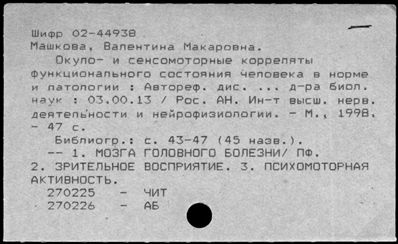 Шифр 02-44938
Машкова, Валентина Макаровна.
Окуло- и сенсомоторные корреляты
функционального состояния человека в норме
и патологии : Автореф. дис. ... д-ра биол.
наук : 03.00.13 / Рос. АН. Ин-т высш. нерв.
деятельности и нейрофизиологии. - М., 1998.
- 47 с.
Библиогр.: с. 43-47 (45 назв.).
-- 1. МОЗГА ГОЛОВНОГО БОЛЕЗНИ/ ПФ.
2. ЗРИТЕЛЬНОЕ ВОСПРИЯТИЕ. 3. ПСИХОМОТОРНАЯ
АКТИВНОСТЬ.
270225 - ЧИТ
270226 - АБ